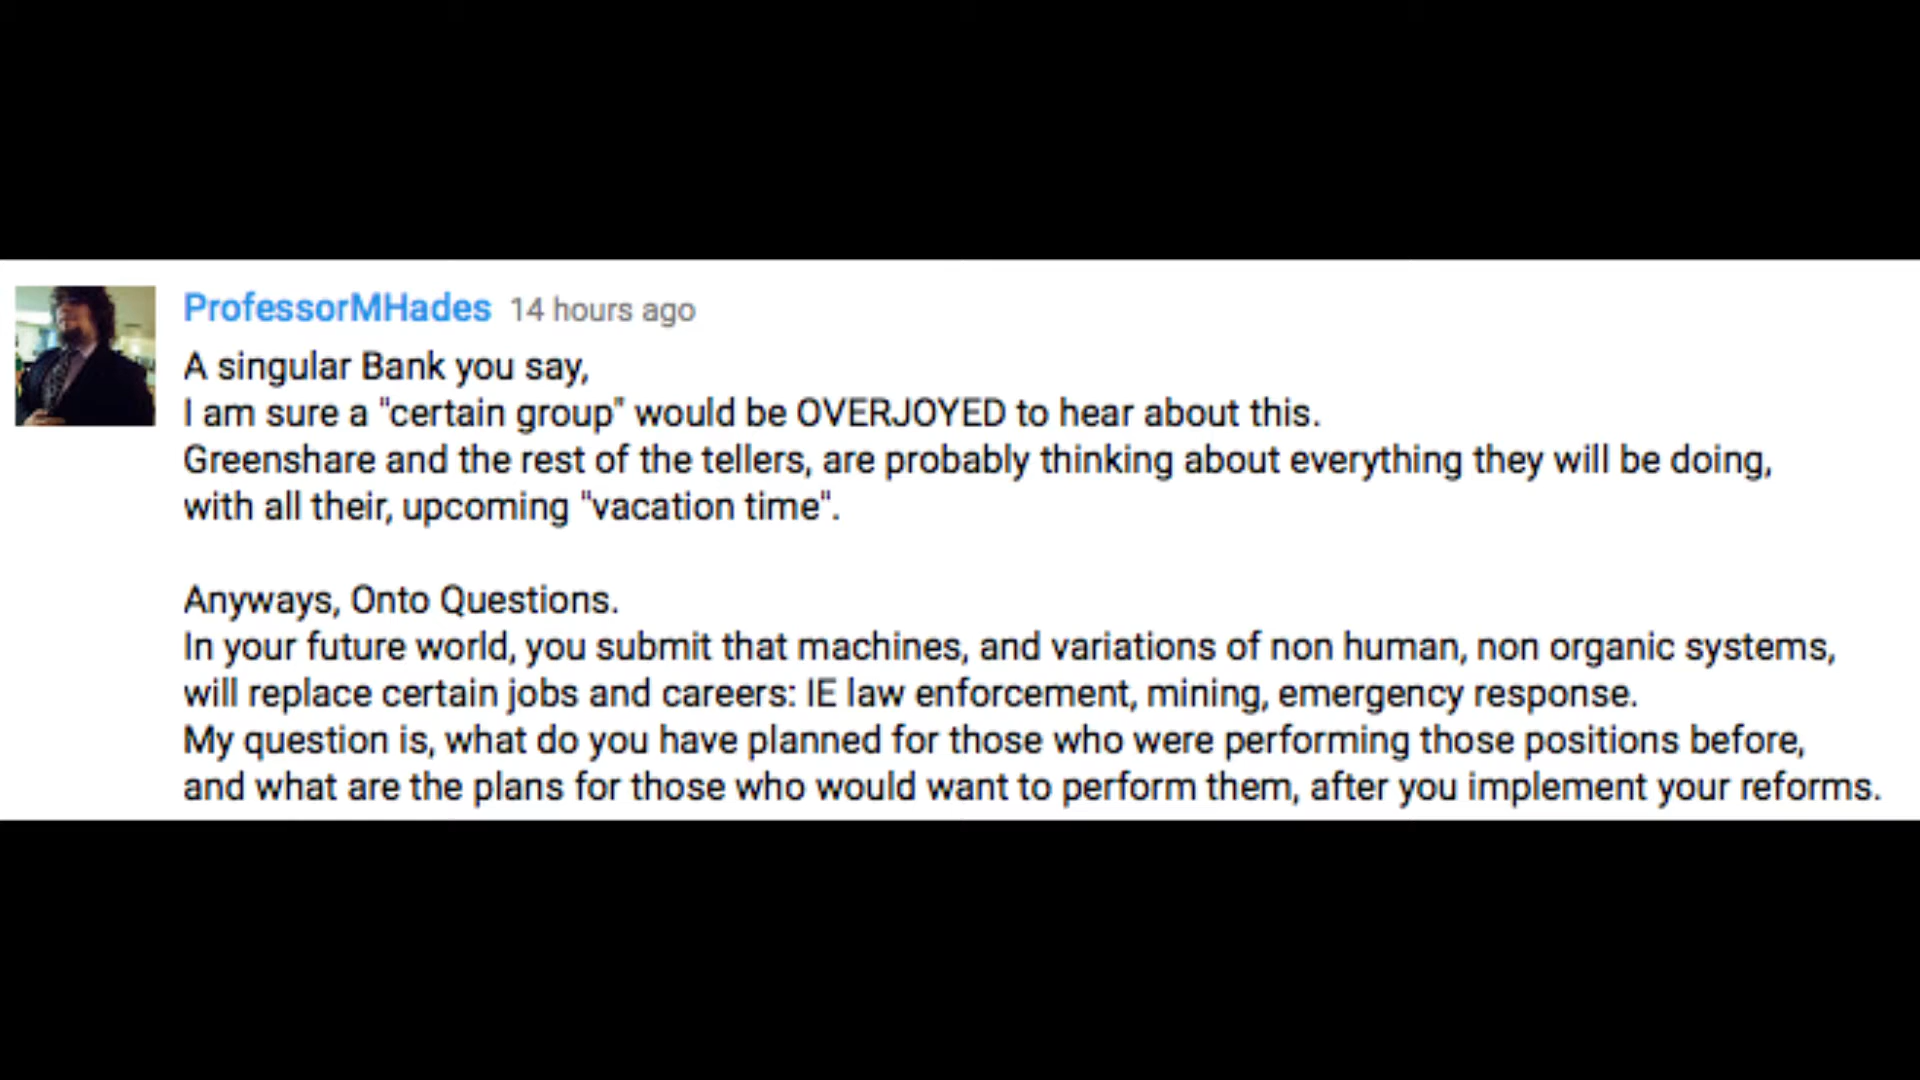 ProfessorMHades 14 hours ago
A singular Bank you say,
I am sure a "certain group" would be OVERJOYED to hear about this.
Greenshare and the rest of the tellers, are probably thinking about everything they will be doing,
with all their, upcoming "vacation time".
Anyways, Onto Questions.
In your future world, you submit that machines, and variations of non human, non organic systems,
will replace certain jobs and careers: IE law enforcement, mining, emergency response.
My question is, what do you have planned for those who were performing those positions before,
and what are the plans for those who would want to perform them, after you implement your reforms.